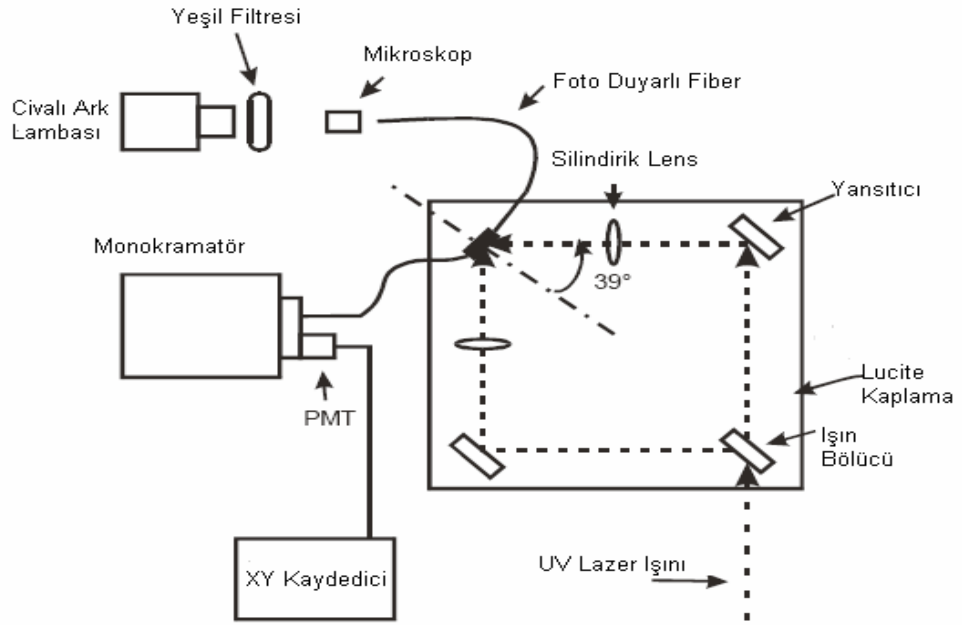 Yeşil Filtresi
Mikroskop
Foto Duyarlı Fiber
Civalı Ark
Lambası
Silindirik Lens
Yansıtıcı
Monokramatör
39°
PMT
Lucite
Kaplama
Işın
Bölücü
XY Kaydedici
UV Lazer Işını